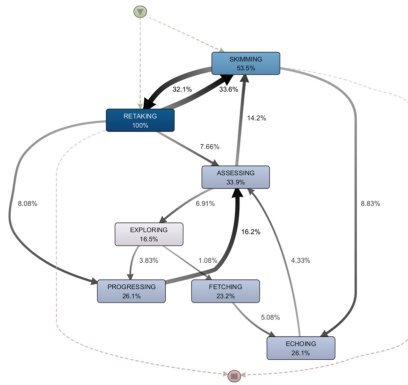 SKIMMING
53.5%
32.1%
33.6%
RETAKING
100%
14.2%
7.66%
ASSESSING
33.9%
8.08%
6.91%
8.83%
EXPLORING
16.5%
16.2%
3.83%
1.08%
4.33%
PROGRESSING
26.1%
FETCHING
23.2%
5.08%
ECHOING
26.1%